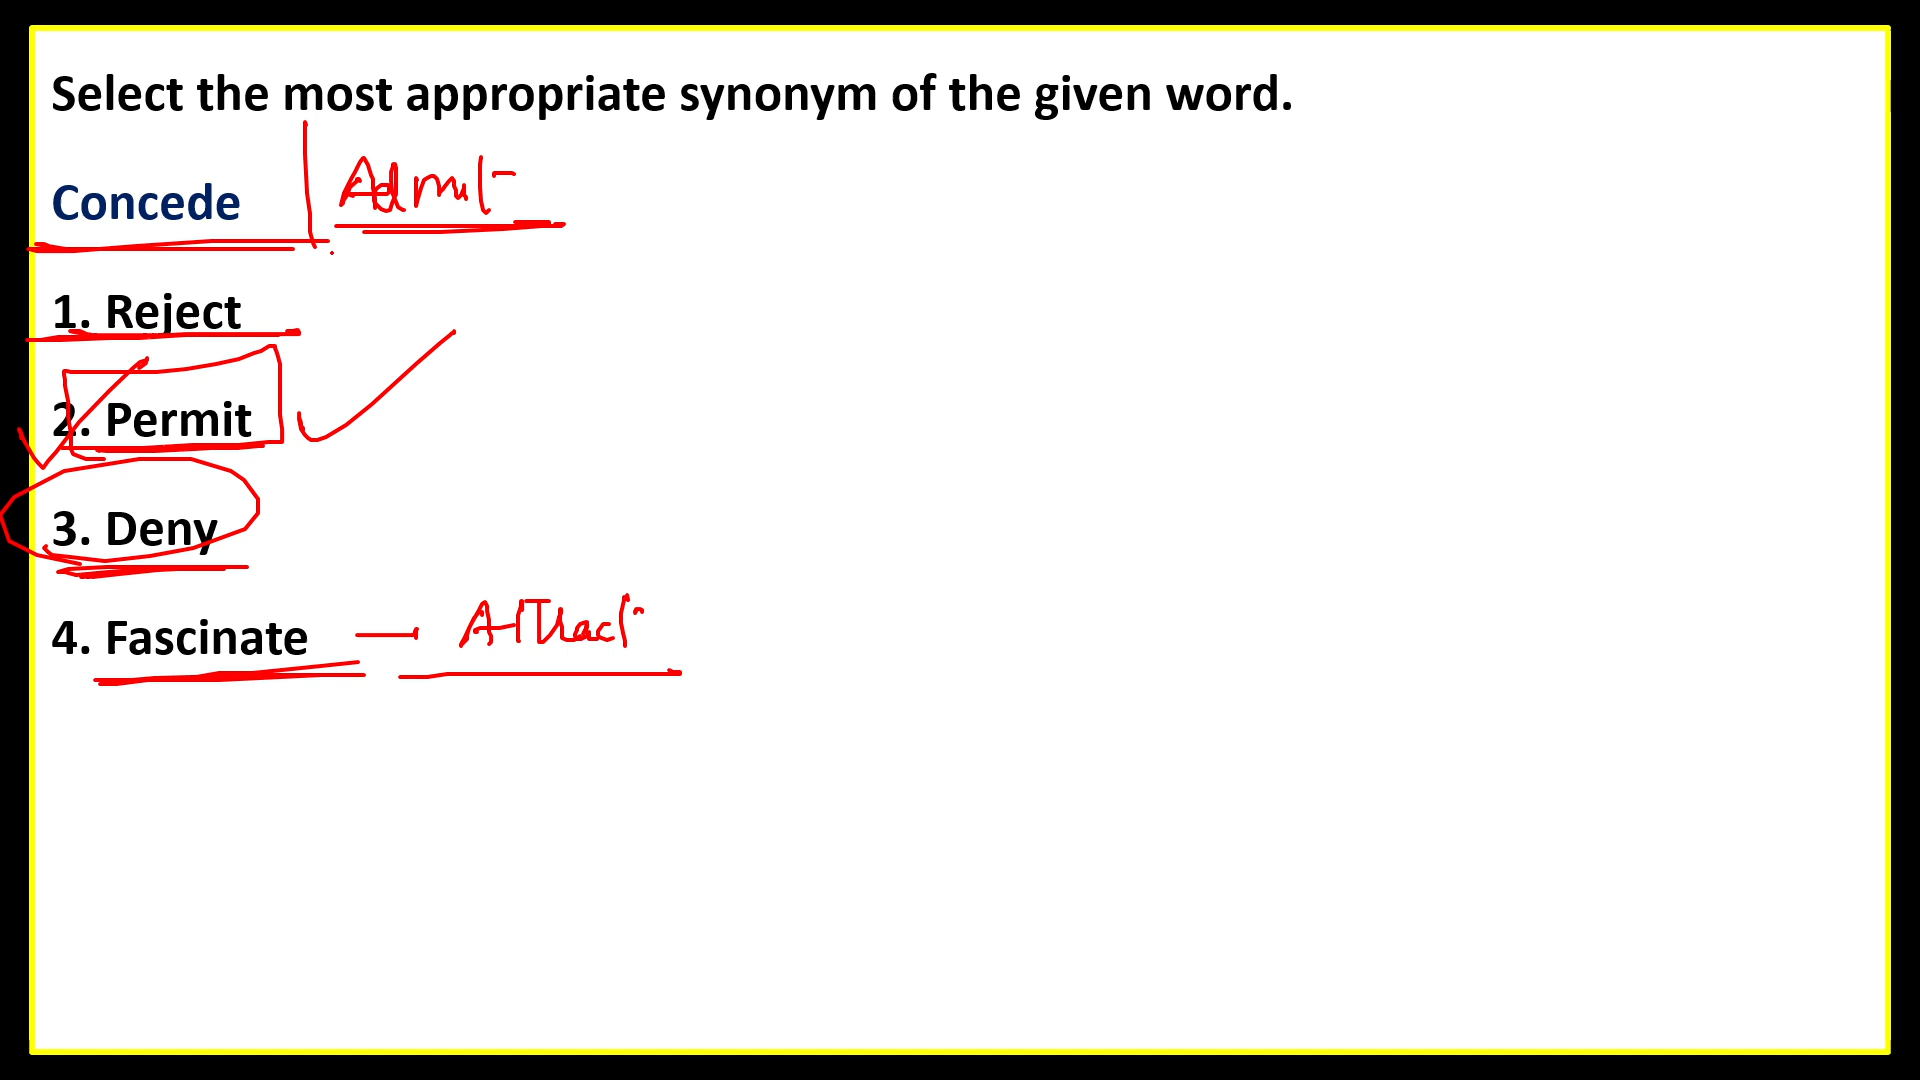 Select the most appropriate synonym of the given word.
Concede Admit
1. Reject
2. Permit
3. Deny
4. Fascinate — Attract